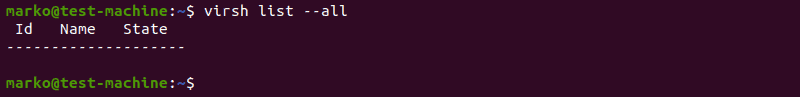 marko@test-machine:~$ virsh list --all
 Id   Name   State
--------------------

marko@test-machine:~$